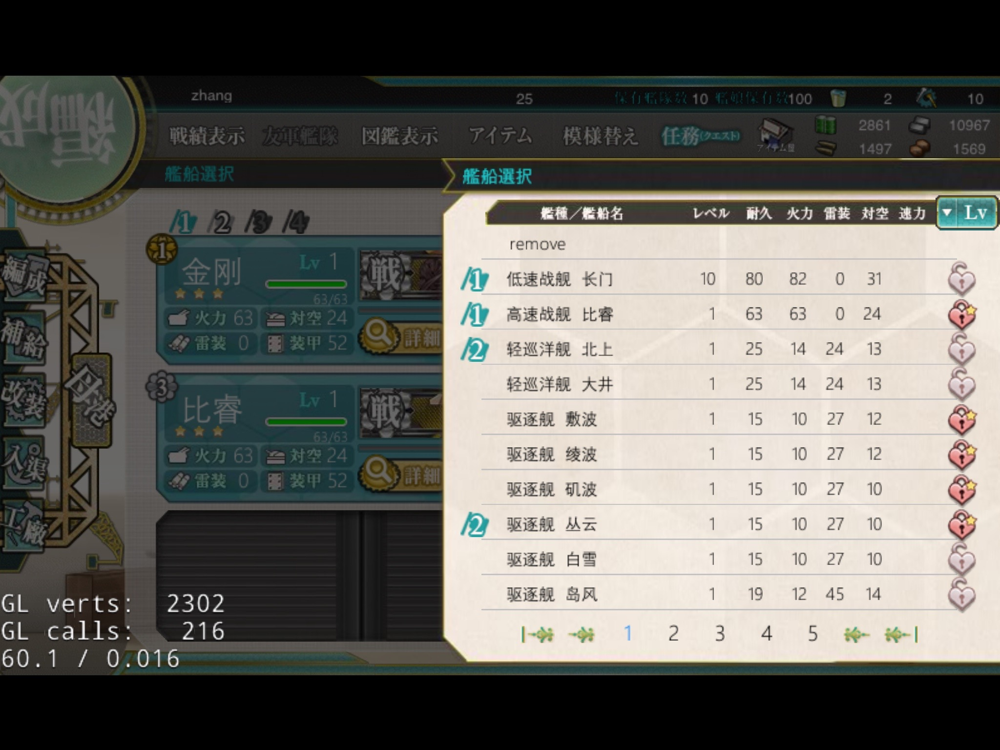 編成
zhang
25
保有艦隊数 10 艦娘保有数100
2
10
戦績表示 友軍艦隊 図鑑表示 アイテム 模様替え 任務(クエスト) アイテム屋
2861 10967
1497 1569
艦船選択
/1 /2 /3 /4
1
金刚 Lv 1
63/63
戦
火力 63 対空 24
雷装 0 装甲 52
詳細
3
比睿 Lv 1
63/63
戦
火力 63 対空 24
雷装 0 装甲 52
詳細
編成
補給
改装
入渠
工廠
母港
艦船選択
艦種／艦船名 レベル 耐久 火力 雷装 対空 速力 Lv
remove
/1 低速战舰 长门 10 80 82 0 31
/1 高速战舰 比睿 1 63 63 0 24
/2 轻巡洋舰 北上 1 25 14 24 13
轻巡洋舰 大井 1 25 14 24 13
驱逐舰 敷波 1 15 10 27 12
驱逐舰 绫波 1 15 10 27 12
驱逐舰 矶波 1 15 10 27 10
/2 驱逐舰 丛云 1 15 10 27 10
驱逐舰 白雪 1 15 10 27 10
驱逐舰 岛风 1 19 12 45 14
1 2 3 4 5
GL verts: 2302
GL calls: 216
60.1 / 0.016